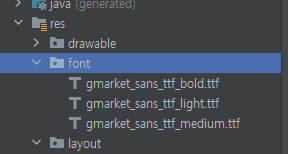 java (generated)
res
drawable
font
gmarket_sans_ttf_bold.ttf
gmarket_sans_ttf_light.ttf
gmarket_sans_ttf_medium.ttf
layout